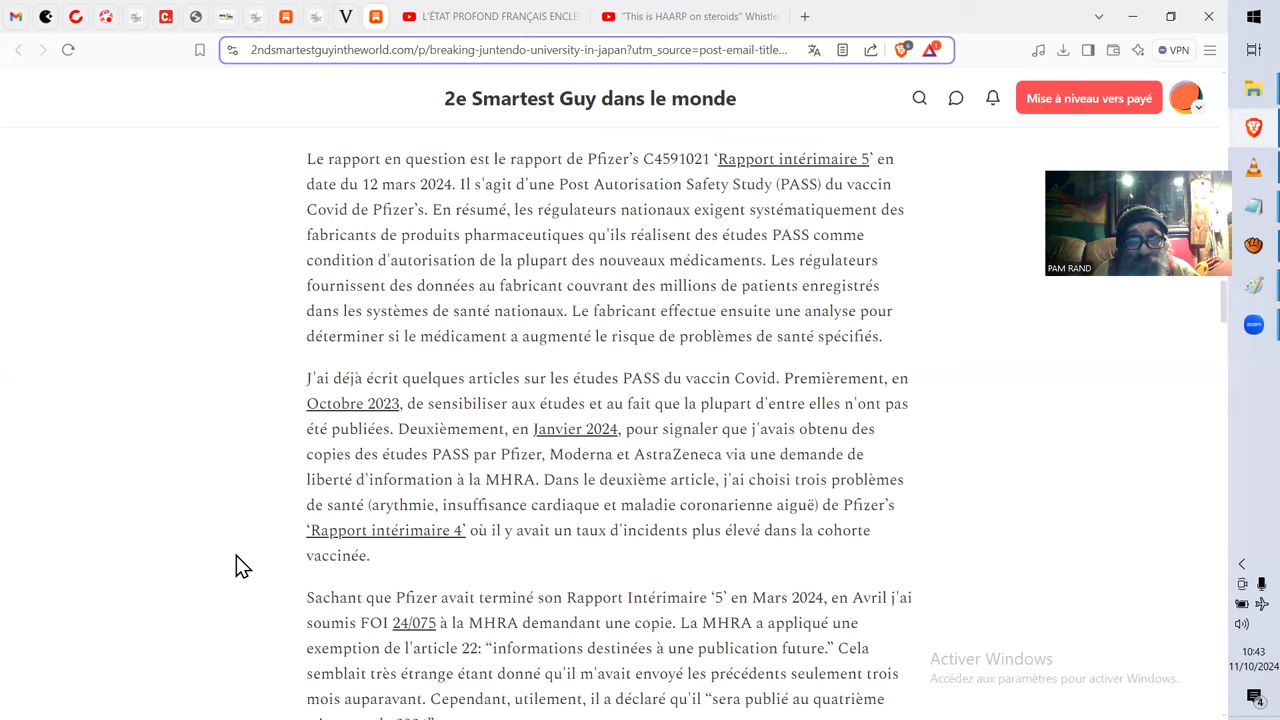 L'ÉTAT PROFOND FRANÇAIS ENCLE
"This is HAARP on steroids" Whistle
2ndsmartestguyintheworld.com/p/breaking-juntendo-university-in-japan?utm_source=post-email-title...
6
1
VPN
2e Smartest Guy dans le monde
Mise à niveau vers payé
Le rapport en question est le rapport de Pfizer's C4591021 ‘Rapport intérimaire 5’ en
date du 12 mars 2024. Il s'agit d'une Post Autorisation Safety Study (PASS) du vaccin
Covid de Pfizer's. En résumé, les régulateurs nationaux exigent systématiquement des
fabricants de produits pharmaceutiques qu'ils réalisent des études PASS comme
condition d'autorisation de la plupart des nouveaux médicaments. Les régulateurs
fournissent des données au fabricant couvrant des millions de patients enregistrés
dans les systèmes de santé nationaux. Le fabricant effectue ensuite une analyse pour
déterminer si le médicament a augmenté le risque de problèmes de santé spécifiés.
J'ai déjà écrit quelques articles sur les études PASS du vaccin Covid. Premièrement, en
Octobre 2023, de sensibiliser aux études et au fait que la plupart d'entre elles n'ont pas
été publiées. Deuxièmement, en Janvier 2024, pour signaler que j'avais obtenu des
copies des études PASS par Pfizer, Moderna et AstraZeneca via une demande de
liberté d'information à la MHRA. Dans le deuxième article, j'ai choisi trois problèmes
de santé (arythmie, insuffisance cardiaque et maladie coronarienne aiguë) de Pfizer's
‘Rapport intérimaire 4’ où il y avait un taux d'incidents plus élevé dans la cohorte
vaccinée.
Sachant que Pfizer avait terminé son Rapport Intérimaire ‘5’ en Mars 2024, en Avril j'ai
soumis FOI 24/075 à la MHRA demandant une copie. La MHRA a appliqué une
exemption de l'article 22: “informations destinées à une publication future.” Cela
semblait très étrange étant donné qu'il m'avait envoyé les précédents seulement trois
mois auparavant. Cependant, utilement, il a déclaré qu'il “sera publié au quatrième
PAM RAND
zoom
Activer Windows
Accédez aux paramètres pour activer Windows.
10:43
11/10/2024
4